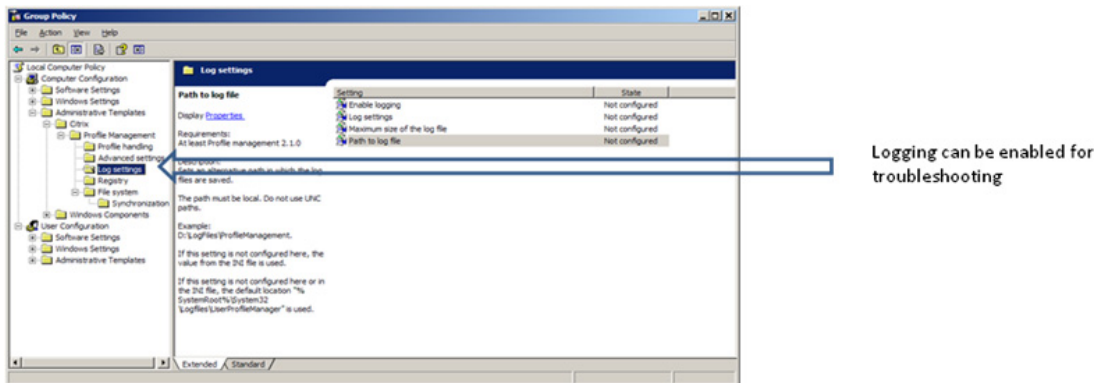 Group Policy
File Action View Help
Local Computer Policy
Computer Configuration
Software Settings
Windows Settings
Administrative Templates
Citrix
Profile Management
Profile handling
Advanced settings
Log settings
Registry
File system
Synchronization
Windows Components
User Configuration
Software Settings
Windows Settings
Administrative Templates
Log settings
Path to log file
Display Properties
Requirements:
At least Profile management 2.1.0
Description:
Sets an alternative path in which the log
files are saved.
The path must be local. Do not use UNC
paths.
Example:
D:\LogFiles\ProfileManagement.
If this setting is not configured here, the
value from the INI file is used.
If this setting is not configured here or in
the INI file, the default location "%
SystemRoot%\System32
\Logfiles\UserProfileManager" is used.
Setting State
Enable logging Not configured
Log settings Not configured
Maximum size of the log file Not configured
Path to log file Not configured
Extended Standard
Logging can be enabled for
troubleshooting